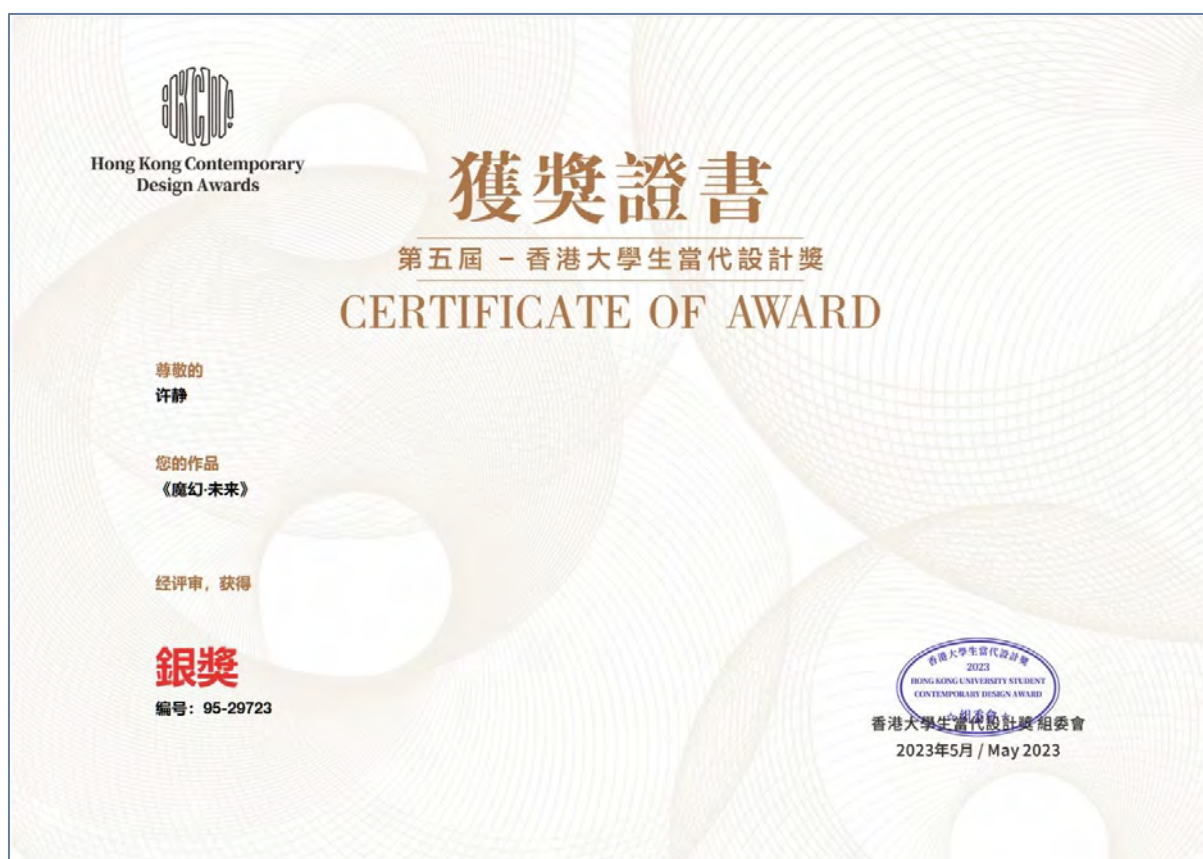 Hong Kong Contemporary
Design Awards
獲獎證書
第五屆 - 香港大學生當代設計獎
CERTIFICATE OF AWARD
尊敬的
许静
您的作品
《魔幻·未来》
经评审，获得
銀獎
编号：95-29723
香港大學生當代設計獎
2023
HONG KONG UNIVERSITY STUDENT
CONTEMPORARY DESIGN AWARD
組委會
香港大學生當代設計獎 組委會
2023年5月 / May 2023